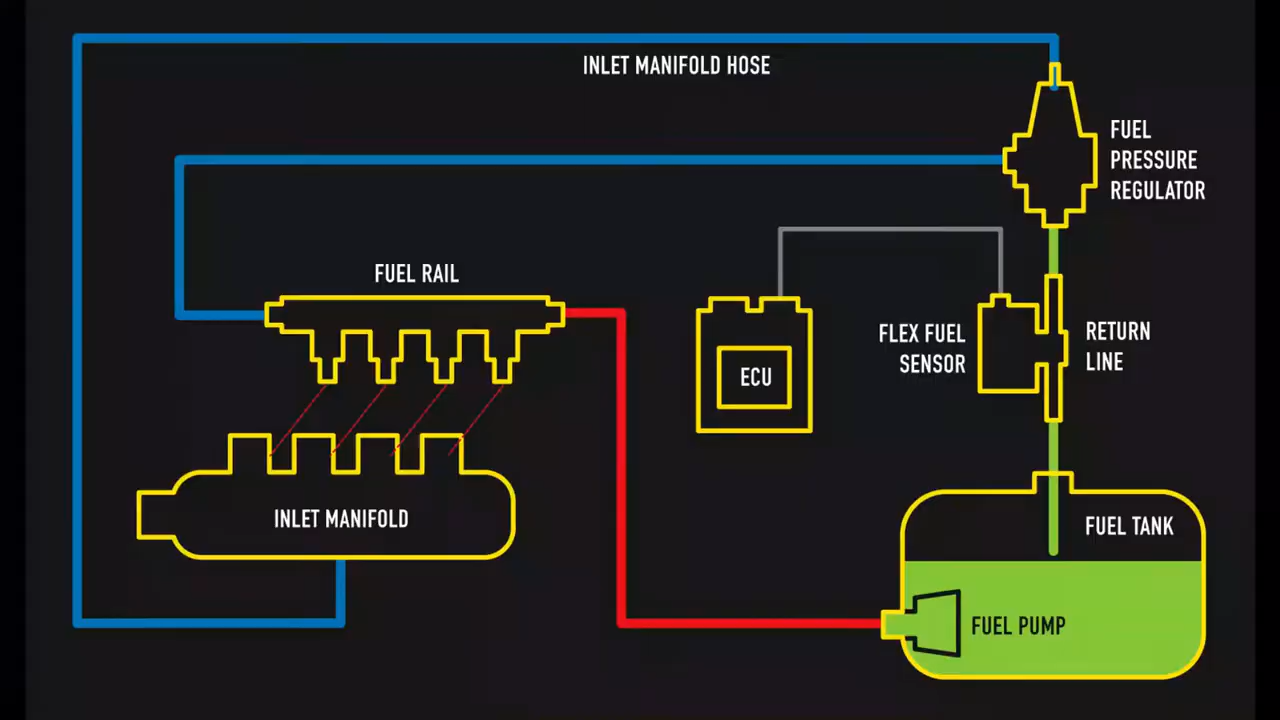 INLET MANIFOLD HOSE
FUEL
PRESSURE
REGULATOR
FUEL RAIL
FLEX FUEL
SENSOR
RETURN
LINE
ECU
INLET MANIFOLD
FUEL TANK
FUEL PUMP